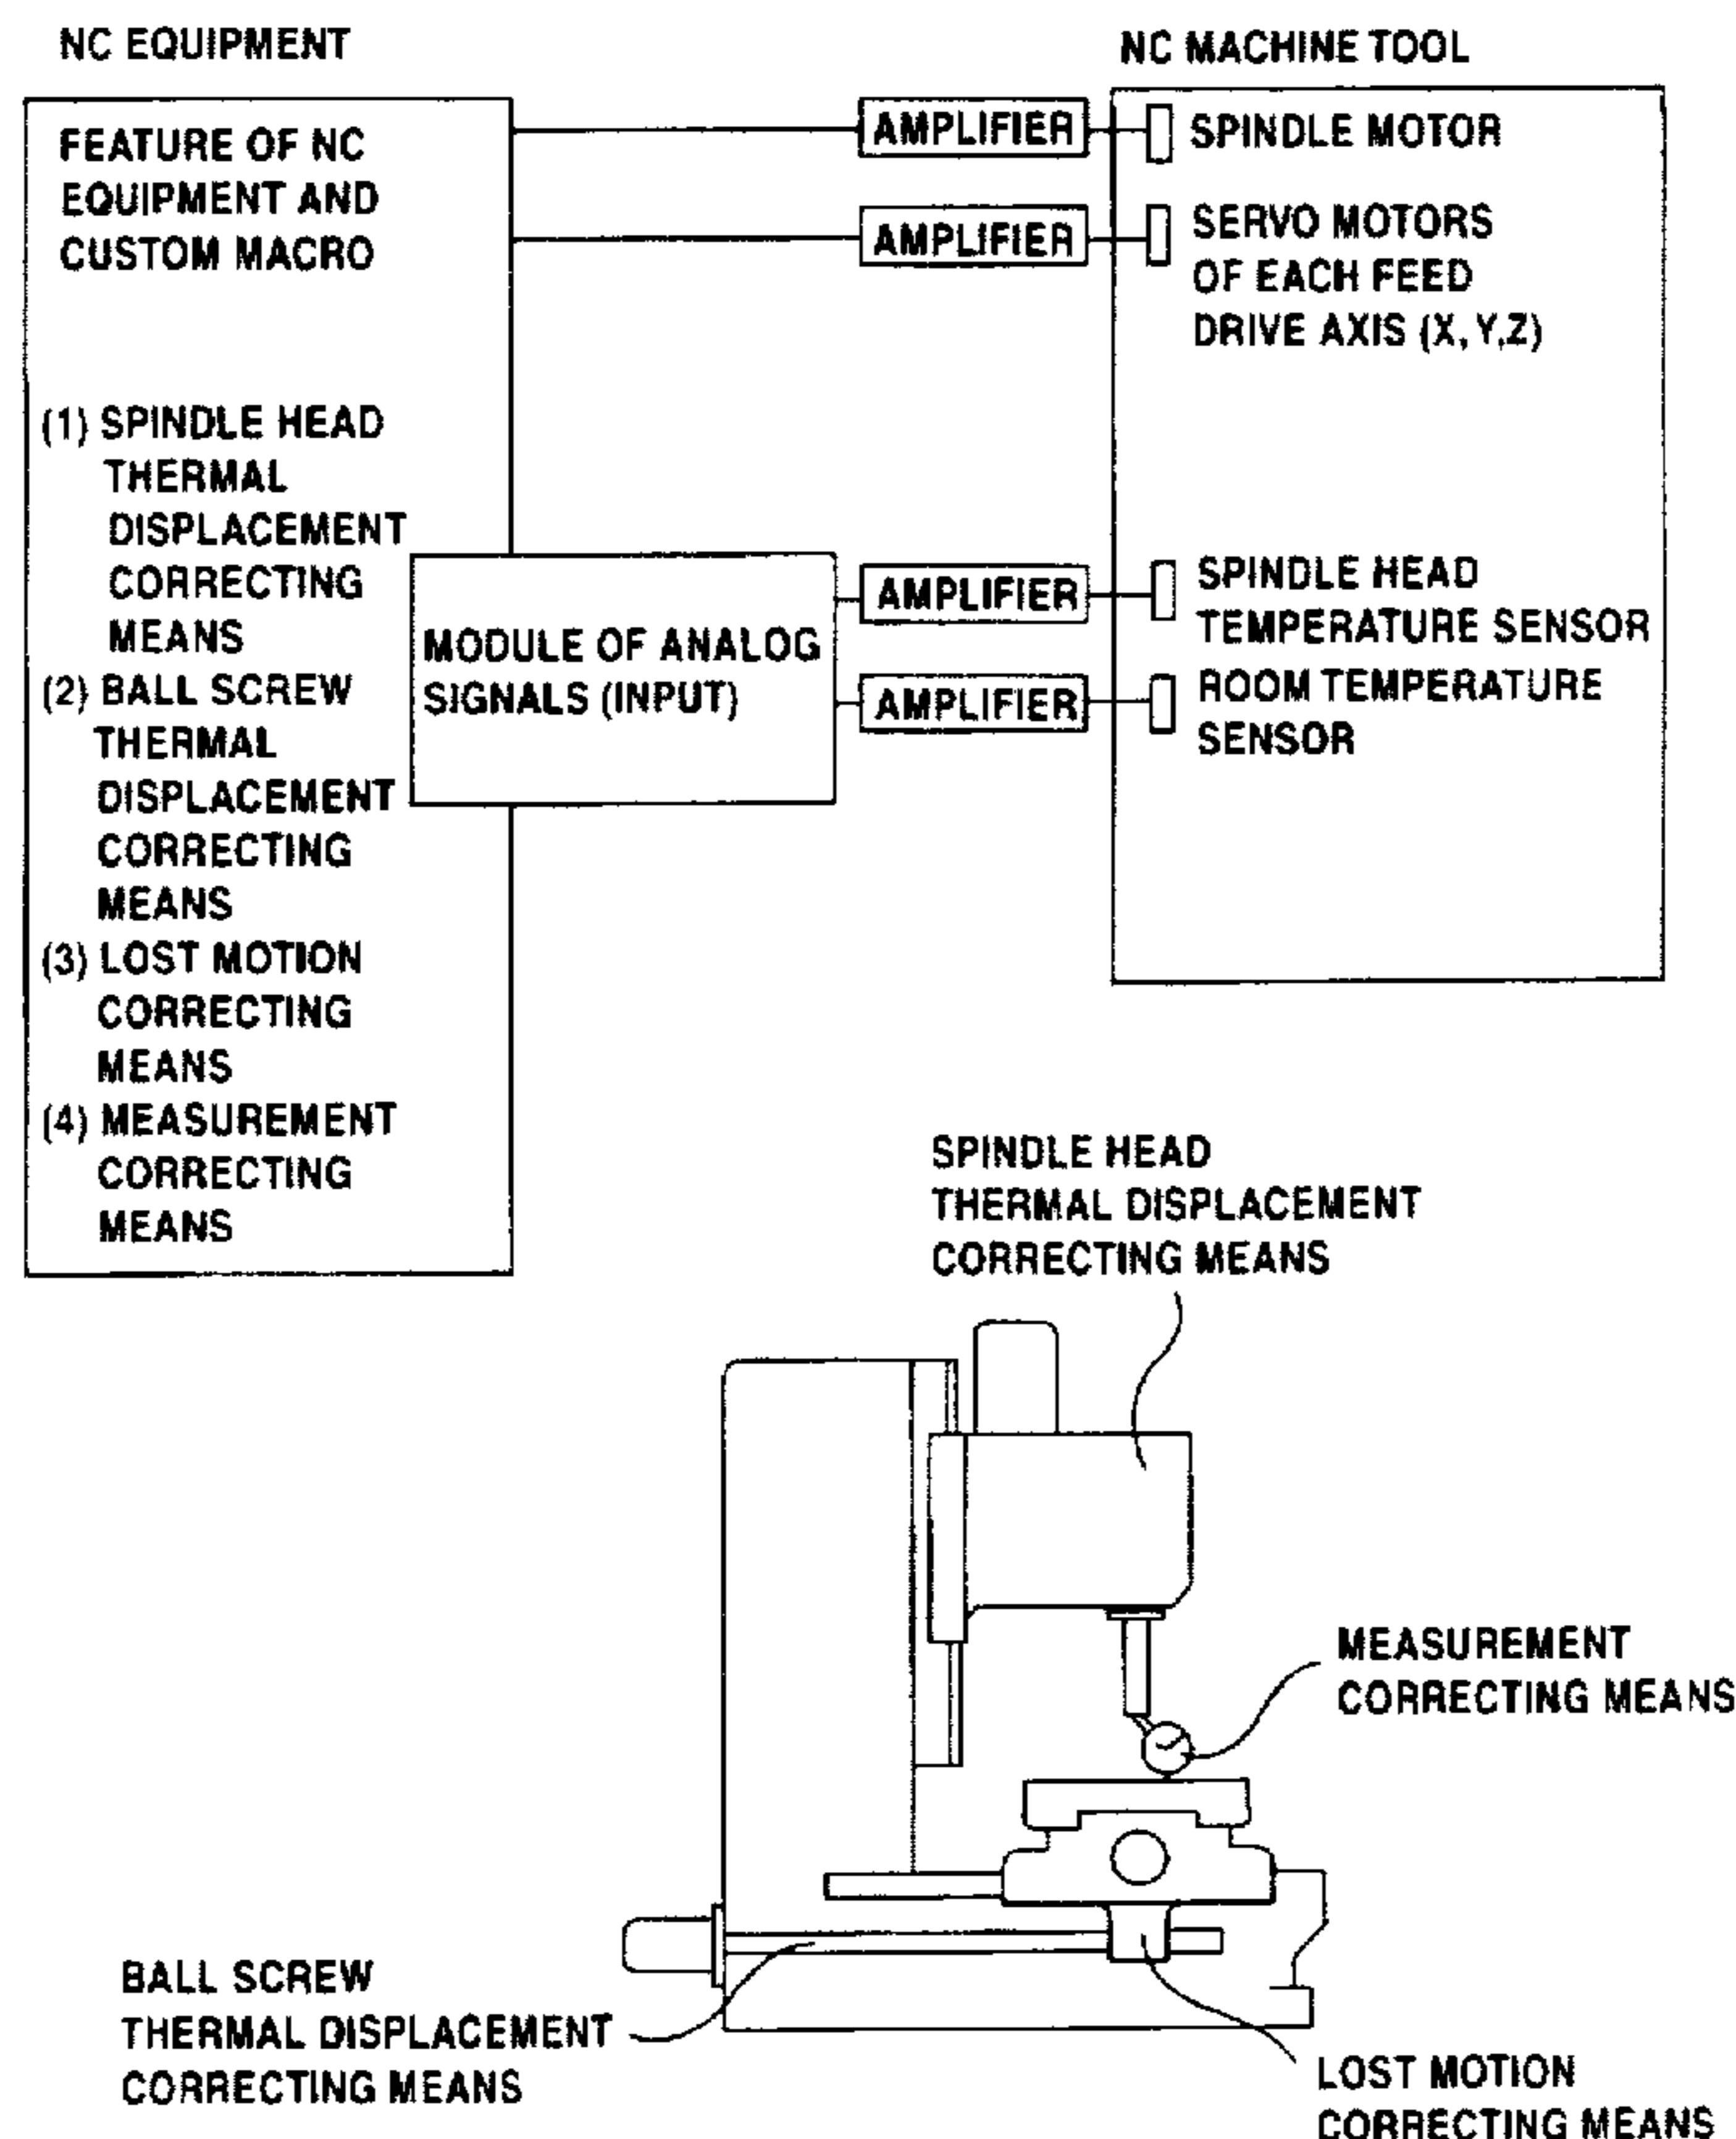 NC EQUIPMENT
FEATURE OF NC
EQUIPMENT AND
CUSTOM MACRO
(1) SPINDLE HEAD
THERMAL
DISPLACEMENT
CORRECTING
MEANS
(2) BALL SCREW
THERMAL
DISPLACEMENT
CORRECTING
MEANS
(3) LOST MOTION
CORRECTING
MEANS
(4) MEASUREMENT
CORRECTING
MEANS
MODULE OF ANALOG
SIGNALS (INPUT)
AMPLIFIER
AMPLIFIER
AMPLIFIER
AMPLIFIER
NC MACHINE TOOL
SPINDLE MOTOR
SERVO MOTORS
OF EACH FEED
DRIVE AXIS (X, Y,Z)
SPINDLE HEAD
TEMPERATURE SENSOR
ROOM TEMPERATURE
SENSOR
SPINDLE HEAD
THERMAL DISPLACEMENT
CORRECTING MEANS
MEASUREMENT
CORRECTING MEANS
BALL SCREW
THERMAL DISPLACEMENT
CORRECTING MEANS
LOST MOTION
CORRECTING MEANS